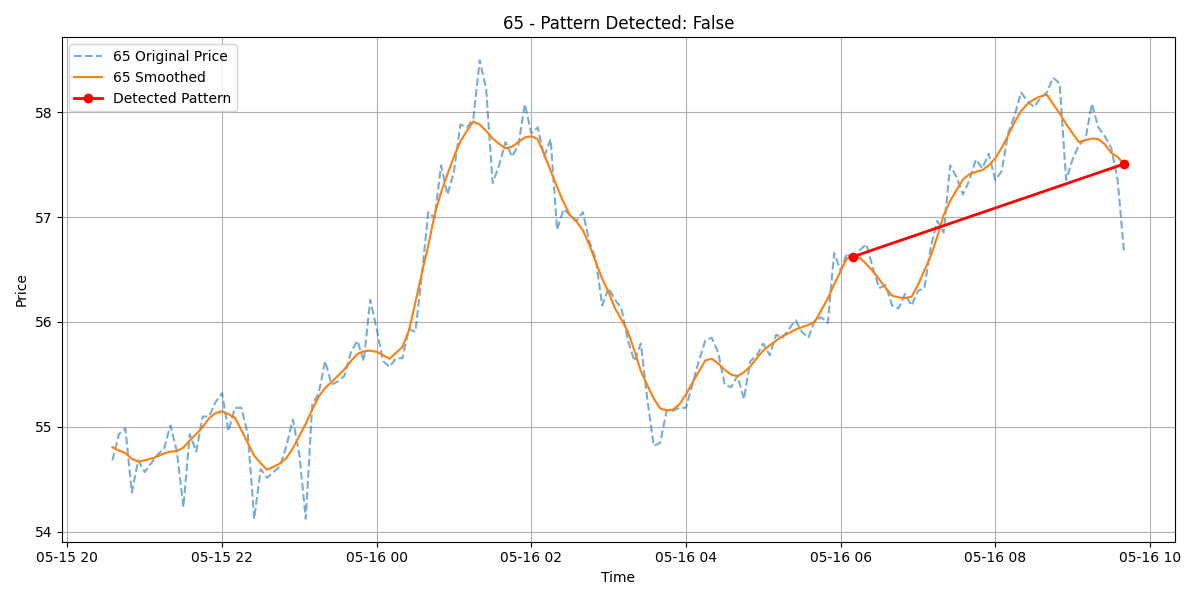 65 - Pattern Detected: False
65 Original Price
65 Smoothed
Detected Pattern
Price
58
57
56
55
54
05-15 20
05-15 22
05-16 00
05-16 02
05-16 04
05-16 06
05-16 08
05-16 10
Time